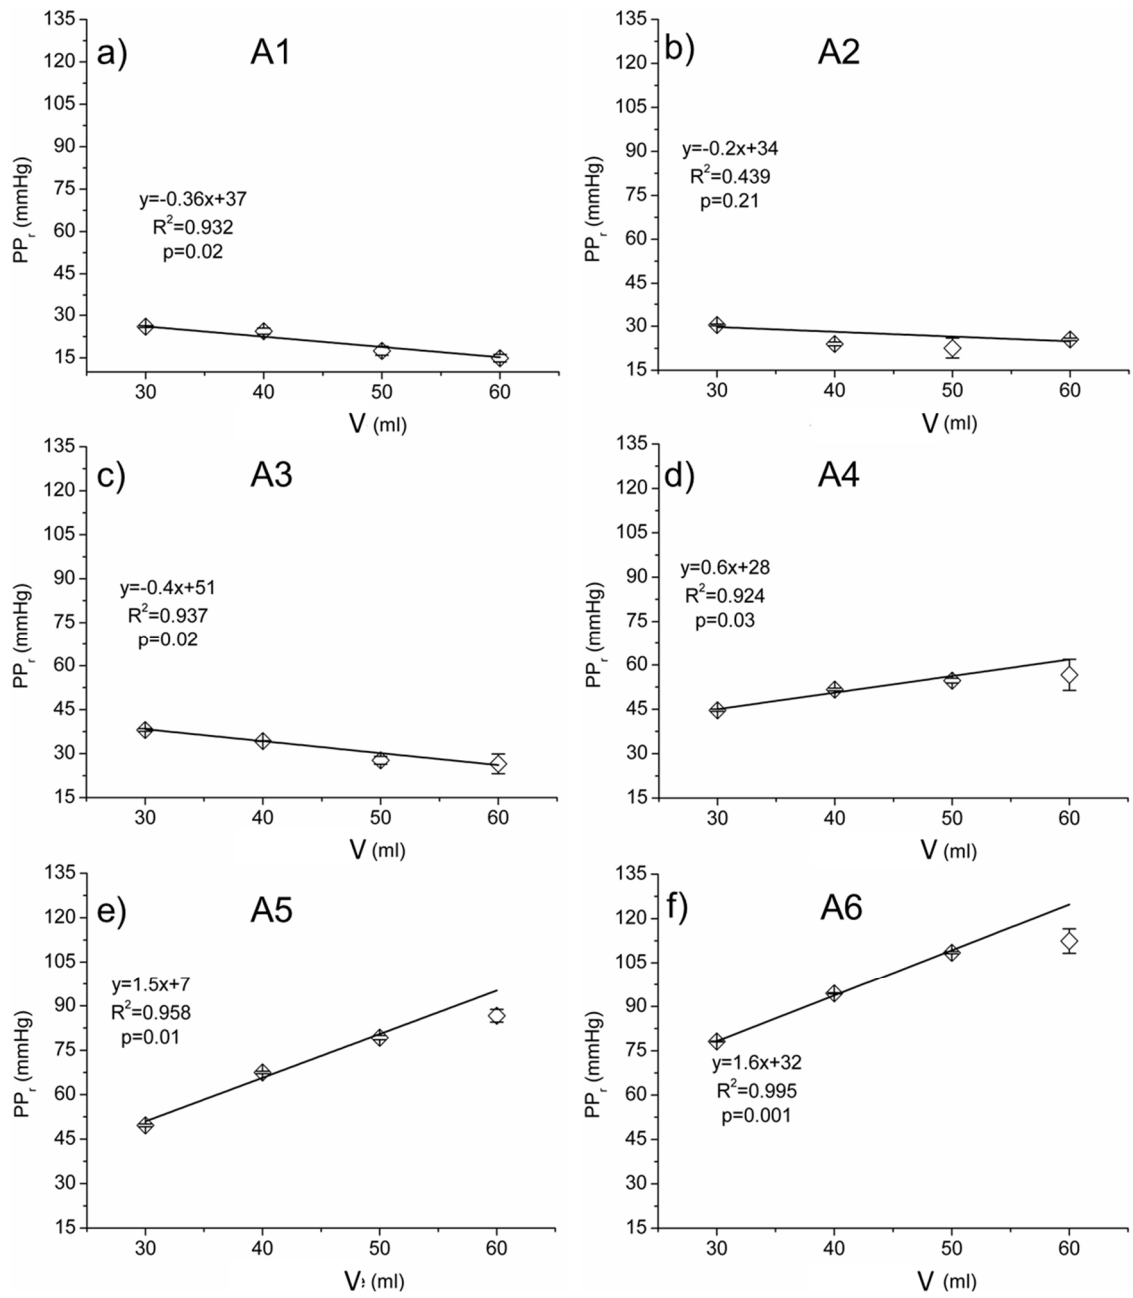 a) A1
135
120
105
90
75
60
45
30
15
PPr (mmHg)
y=-0.36x+37
R2=0.932
p=0.02
30 40 50 60
V (ml)
b) A2
135
120
105
90
75
60
45
30
15
PPr (mmHg)
y=-0.2x+34
R2=0.439
p=0.21
30 40 50 60
V (ml)
c) A3
135
120
105
90
75
60
45
30
15
PPr (mmHg)
y=-0.4x+51
R2=0.937
p=0.02
30 40 50 60
V (ml)
d) A4
135
120
105
90
75
60
45
30
15
PPr (mmHg)
y=0.6x+28
R2=0.924
p=0.03
30 40 50 60
V (ml)
e) A5
135
120
105
90
75
60
45
30
15
PPr (mmHg)
y=1.5x+7
R2=0.958
p=0.01
30 40 50 60
V (ml)
f) A6
135
120
105
90
75
60
45
30
15
PPr (mmHg)
y=1.6x+32
R2=0.995
p=0.001
30 40 50 60
V (ml)